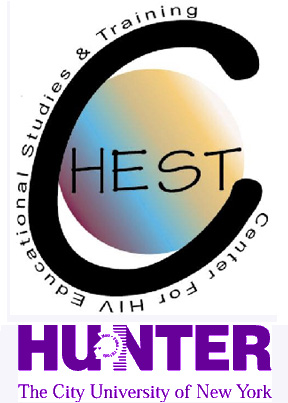 Center For HIV Educational Studies & Training
CHEST
HUNTER
The City University of New York